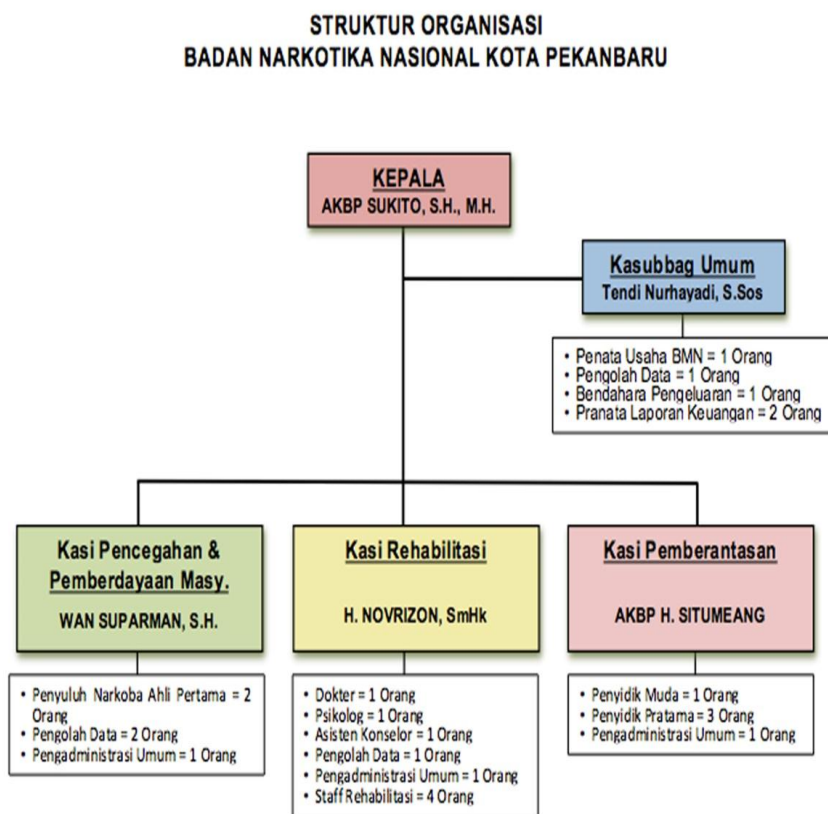 STRUKTUR ORGANISASI
BADAN NARKOTIKA NASIONAL KOTA PEKANBARU
KEPALA
AKBP SUKITO, S.H., M.H.
Kasubbag Umum
Tendi Nurhayadi, S.Sos
• Penata Usaha BMN = 1 Orang
• Pengolah Data = 1 Orang
• Bendahara Pengeluaran = 1 Orang
• Pranata Laporan Keuangan = 2 Orang
Kasi Pencegahan &
Pemberdayaan Masy.
WAN SUPARMAN, S.H.
• Penyuluh Narkoba Ahli Pertama = 2
Orang
• Pengolah Data = 2 Orang
• Pengadministrasi Umum = 1 Orang
Kasi Rehabilitasi
H. NOVRIZON, SmHk
• Dokter = 1 Orang
• Psikolog = 1 Orang
• Asisten Konselor = 1 Orang
• Pengolah Data = 1 Orang
• Pengadministrasi Umum = 1 Orang
• Staff Rehabilitasi = 4 Orang
Kasi Pemberantasan
AKBP H. SITUMEANG
• Penyidik Muda = 1 Orang
• Penyidik Pratama = 3 Orang
• Pengadministrasi Umum = 1 Orang